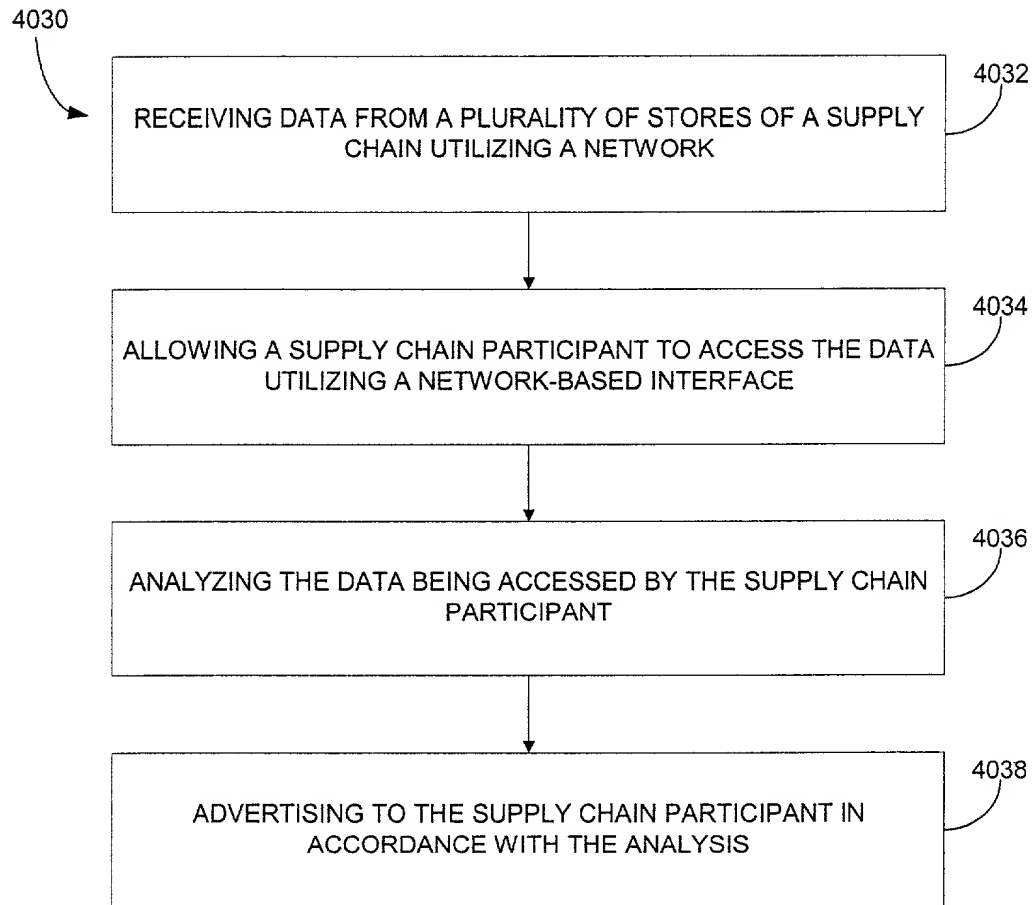 4030
4032
RECEIVING DATA FROM A PLURALITY OF STORES OF A SUPPLY
CHAIN UTILIZING A NETWORK
4034
ALLOWING A SUPPLY CHAIN PARTICIPANT TO ACCESS THE DATA
UTILIZING A NETWORK-BASED INTERFACE
4036
ANALYZING THE DATA BEING ACCESSED BY THE SUPPLY CHAIN
PARTICIPANT
4038
ADVERTISING TO THE SUPPLY CHAIN PARTICIPANT IN
ACCORDANCE WITH THE ANALYSIS